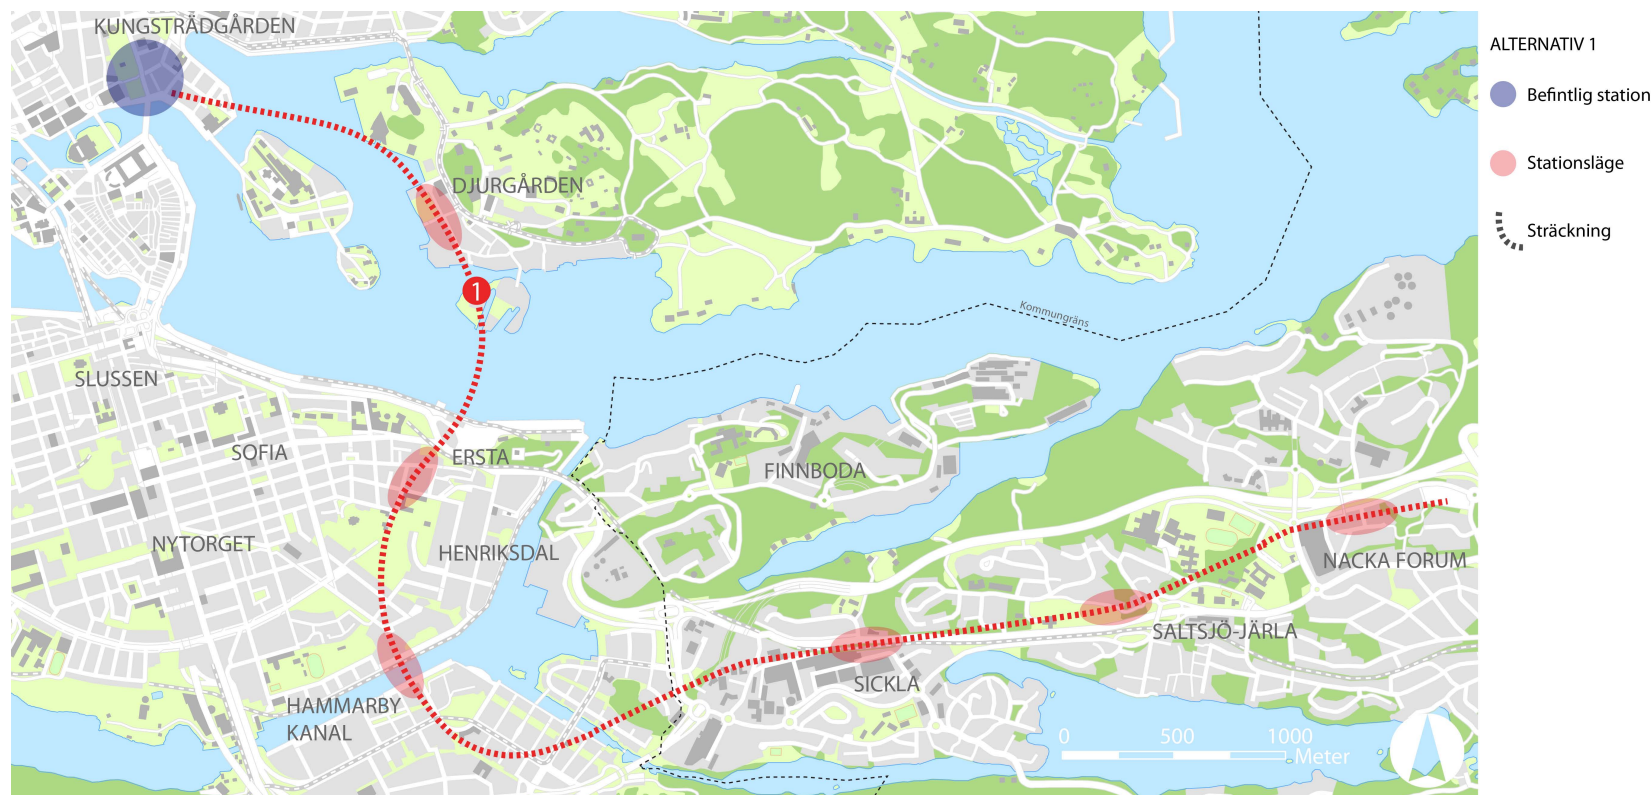 KUNGSTRÄDGÅRDEN
ALTERNATIV 1
Befintlig station
Stationsläge
DJURGÅRDEN
Sträckning
1
Kommungräns
SLUSSEN
SOFIA
ERSTA
FINNBODA
NYTORGET
HENRIKSDAL
NACKA FORUM
SALTSJÖ-JÄRLA
SICKLA
HAMMARBY
KANAL
0 500 1000
Meter